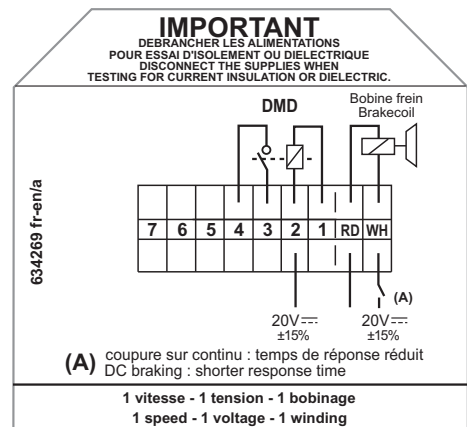 IMPORTANT
DEBRANCHER LES ALIMENTATIONS
POUR ESSAI D'ISOLEMENT OU DIELECTRIQUE
DISCONNECT THE SUPPLIES WHEN
TESTING FOR CURRENT INSULATION OR DIELECTRIC.
DMD
Bobine frein
Brakecoil
634269 fr-en/a
7 6 5 4 3 2 1 RD WH
(A)
20V ⎓ 20V ⎓
±15% ±15%
(A) coupure sur continu : temps de réponse réduit
DC braking : shorter response time
1 vitesse - 1 tension - 1 bobinage
1 speed - 1 voltage - 1 winding